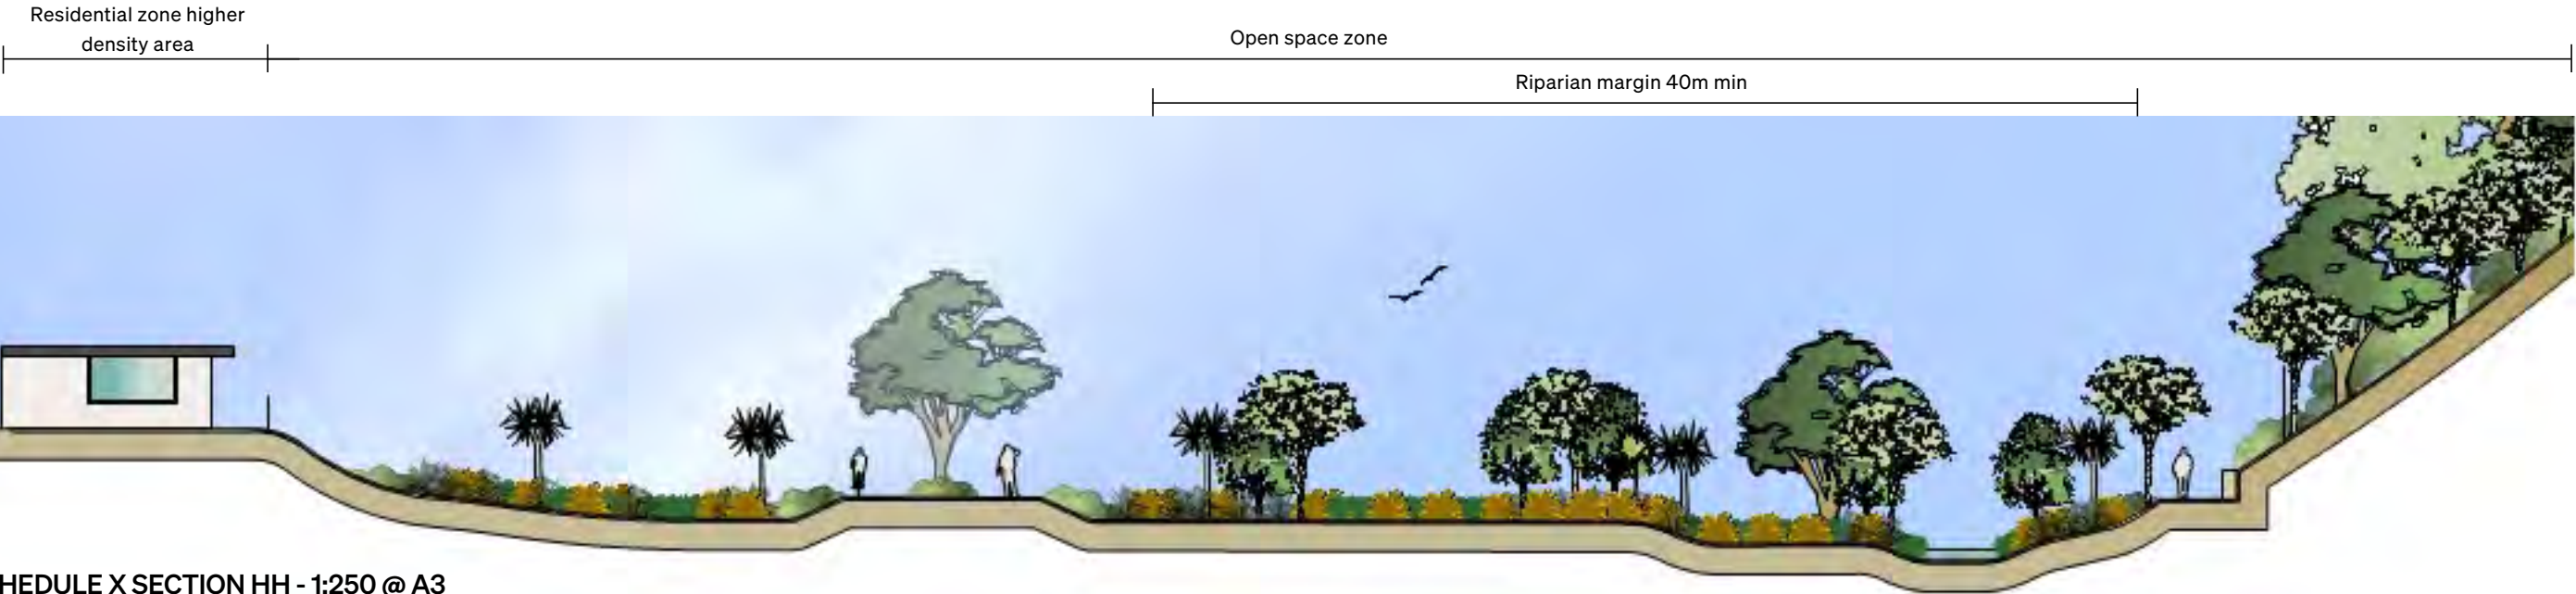 Residential zone higher
density area
Open space zone
Riparian margin 40m min
HEDULE X SECTION HH - 1:250 @ A3